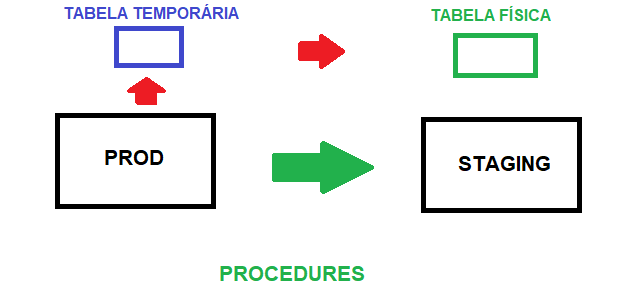 TABELA TEMPORÁRIA
TABELA FÍSICA
PROD
STAGING
PROCEDURES